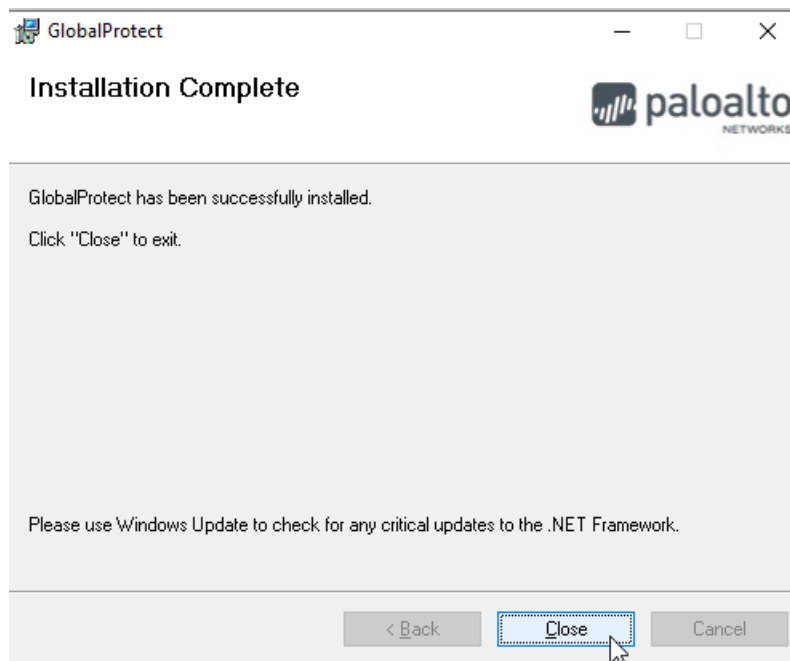 GlobalProtect
Installation Complete
paloalto
NETWORKS
GlobalProtect has been successfully installed.
Click "Close" to exit.
Please use Windows Update to check for any critical updates to the .NET Framework.
< Back
Close
Cancel